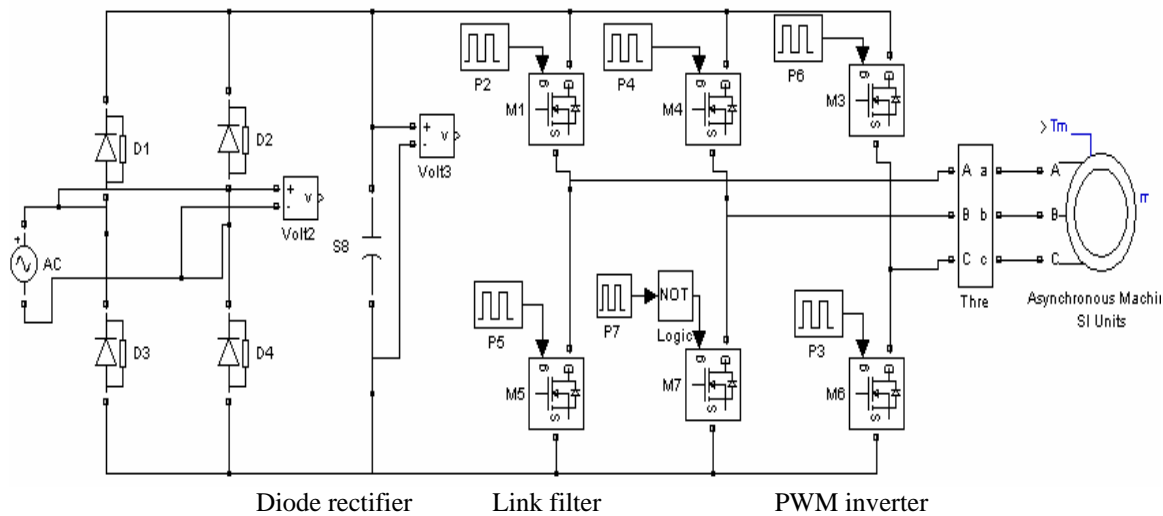 P2
P4
P6
g
D
S
M1
g
D
S
M4
g
D
S
M3
Tm
D1
D2
+
-
v
Volt3
A a
A
+
-
Volt2
v
B b
B
m
+
AC
S8
C c
C
Thre
Asynchronous Machin
SI Units
P5
P7
NOT
Logic
P3
D3
D4
g
D
S
M5
g
D
S
M7
g
D
S
M6
Diode rectifier Link filter PWM inverter